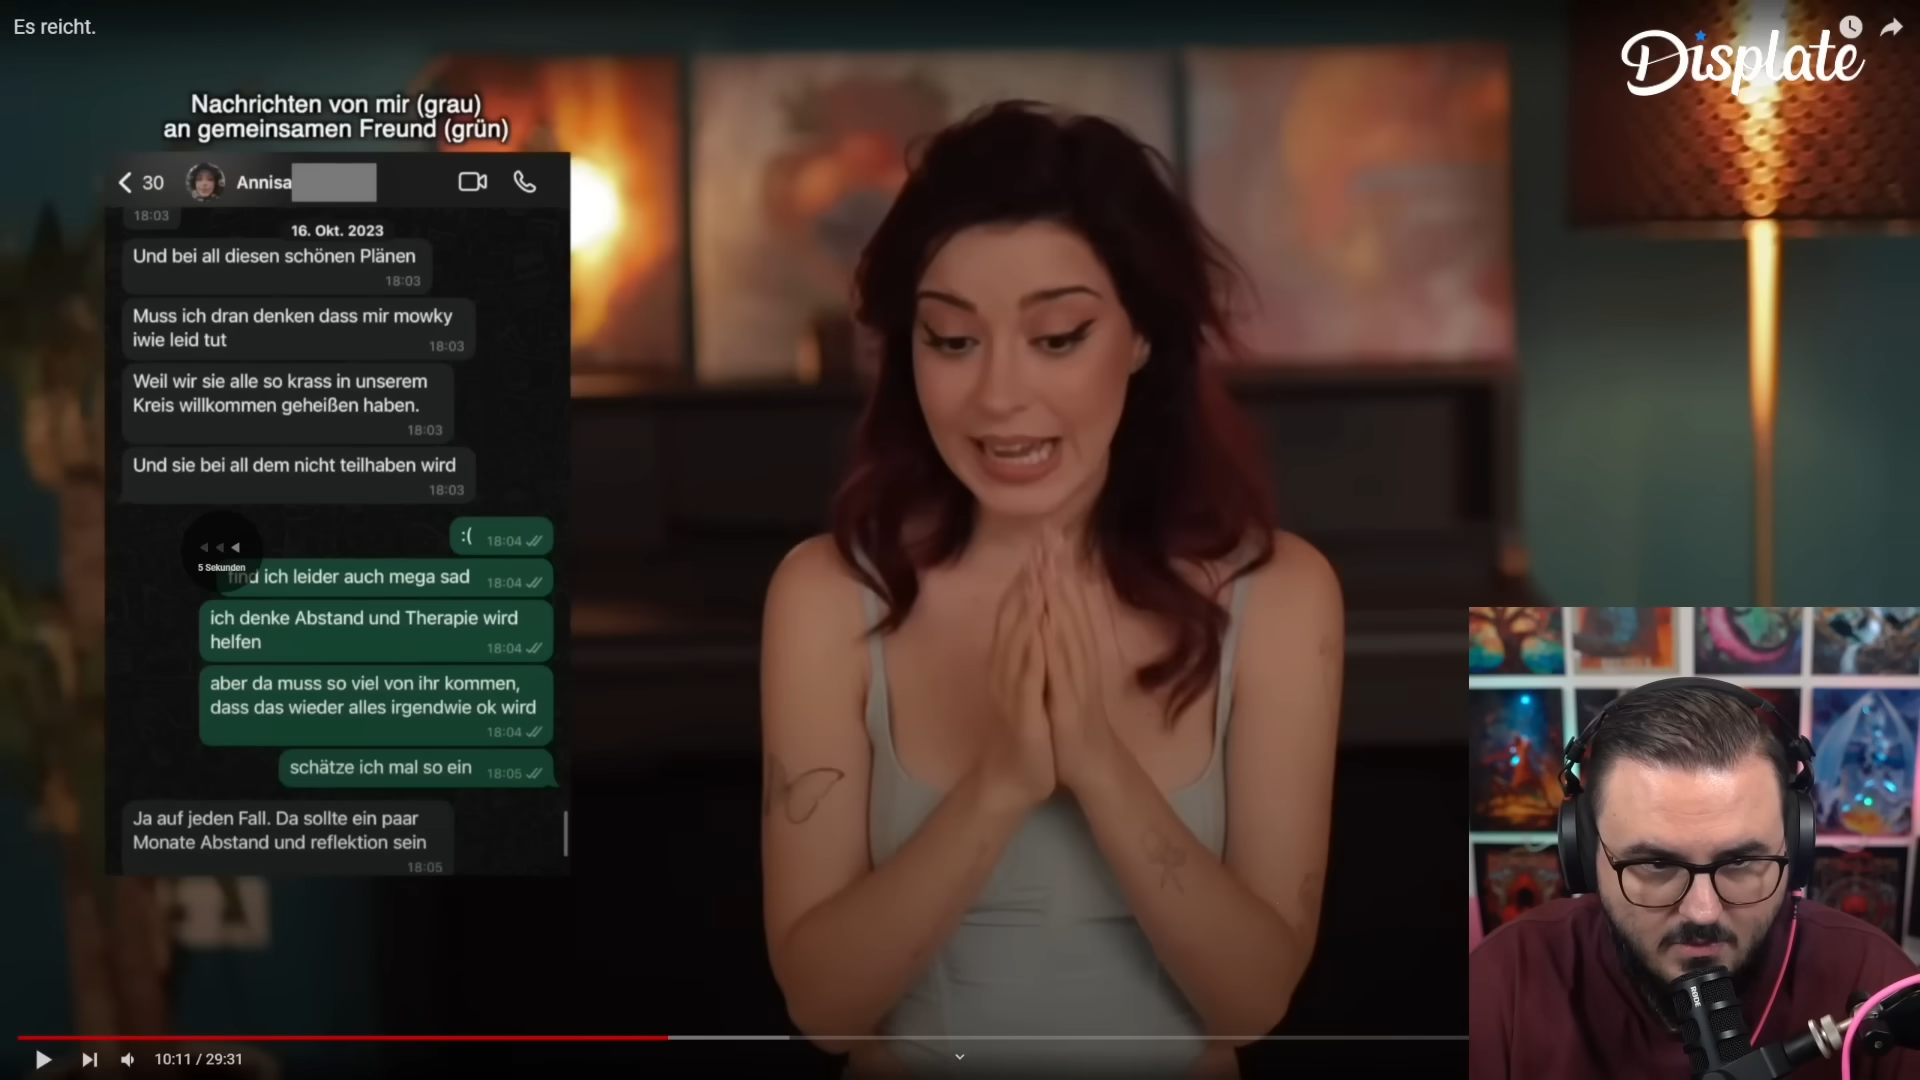 Es reicht.
Displate
Nachrichten von mir (grau)
an gemeinsamen Freund (grün)
30
Annisa
18:03
16. Okt. 2023
Und bei all diesen schönen Plänen
18:03
Muss ich dran denken dass mir mowky
iwie leid tut
18:03
Weil wir sie alle so krass in unserem
Kreis willkommen geheißen haben.
18:03
Und sie bei all dem nicht teilhaben wird
18:03
:(
18:04
5 Sekunden
find ich leider auch mega sad
18:04
ich denke Abstand und Therapie wird
helfen
18:04
aber da muss so viel von ihr kommen,
dass das wieder alles irgendwie ok wird
18:04
schätze ich mal so ein
18:05
Ja auf jeden Fall. Da sollte ein paar
Monate Abstand und reflektion sein
18:05
RØDE
10:11 / 29:31